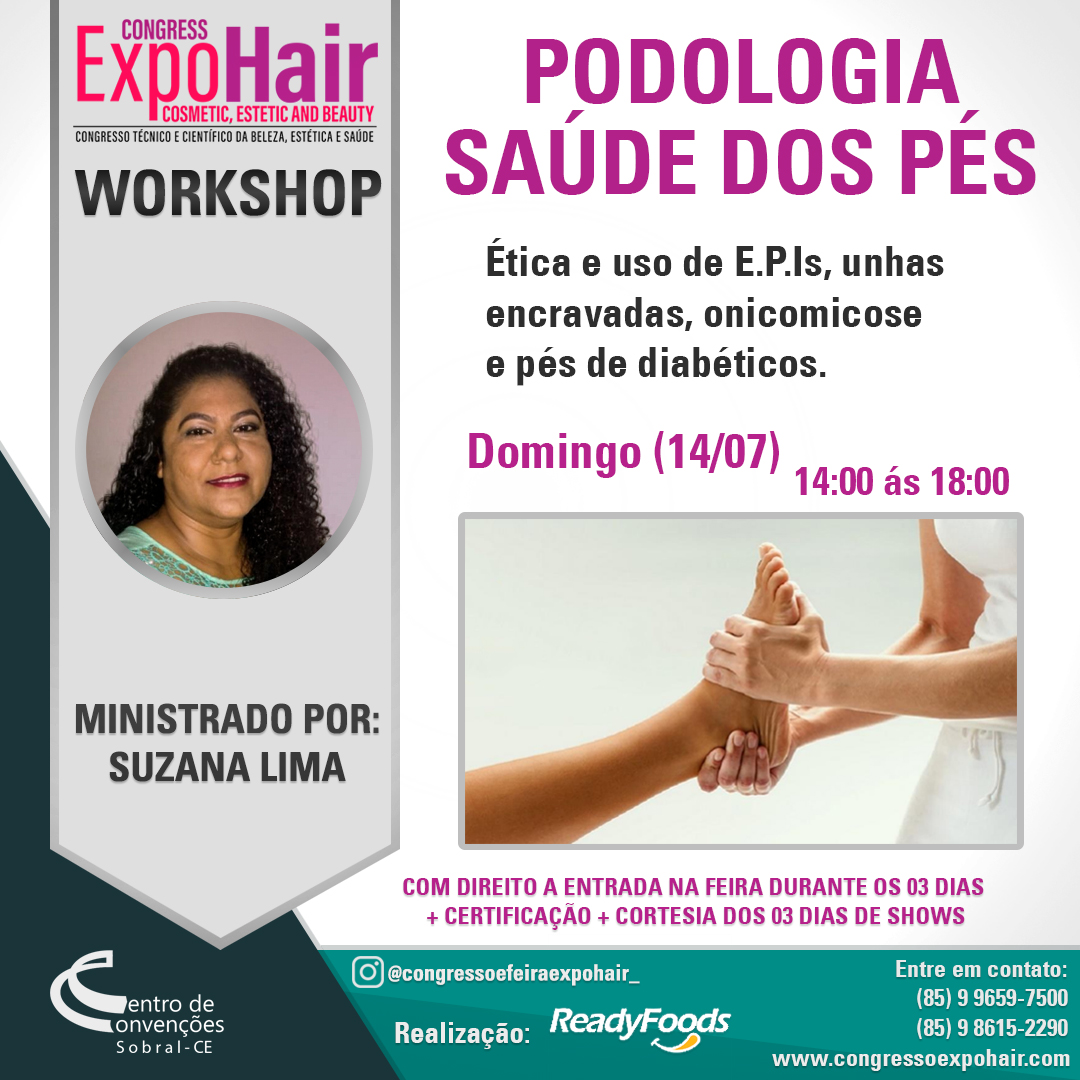 CONGRESS
ExpoHair
COSMETIC, ESTETIC AND BEAUTY
CONGRESSO TÉCNICO E CIENTÍFICO DA BELEZA, ESTÉTICA E SAÚDE
WORKSHOP
MINISTRADO POR:
SUZANA LIMA
PODOLOGIA
SAÚDE DOS PÉS
Ética e uso de E.P.Is, unhas
encravadas, onicomicose
e pés de diabéticos.
Domingo (14/07)
14:00 ás 18:00
COM DIREITO A ENTRADA NA FEIRA DURANTE OS 03 DIAS
+ CERTIFICAÇÃO + CORTESIA DOS 03 DIAS DE SHOWS
Centro de
Convenções
Sobral-CE
@congressoefeiraexpohair_
Realização: ReadyFoods
Entre em contato:
(85) 9 9659-7500
(85) 9 8615-2290
www.congressoexpohair.com